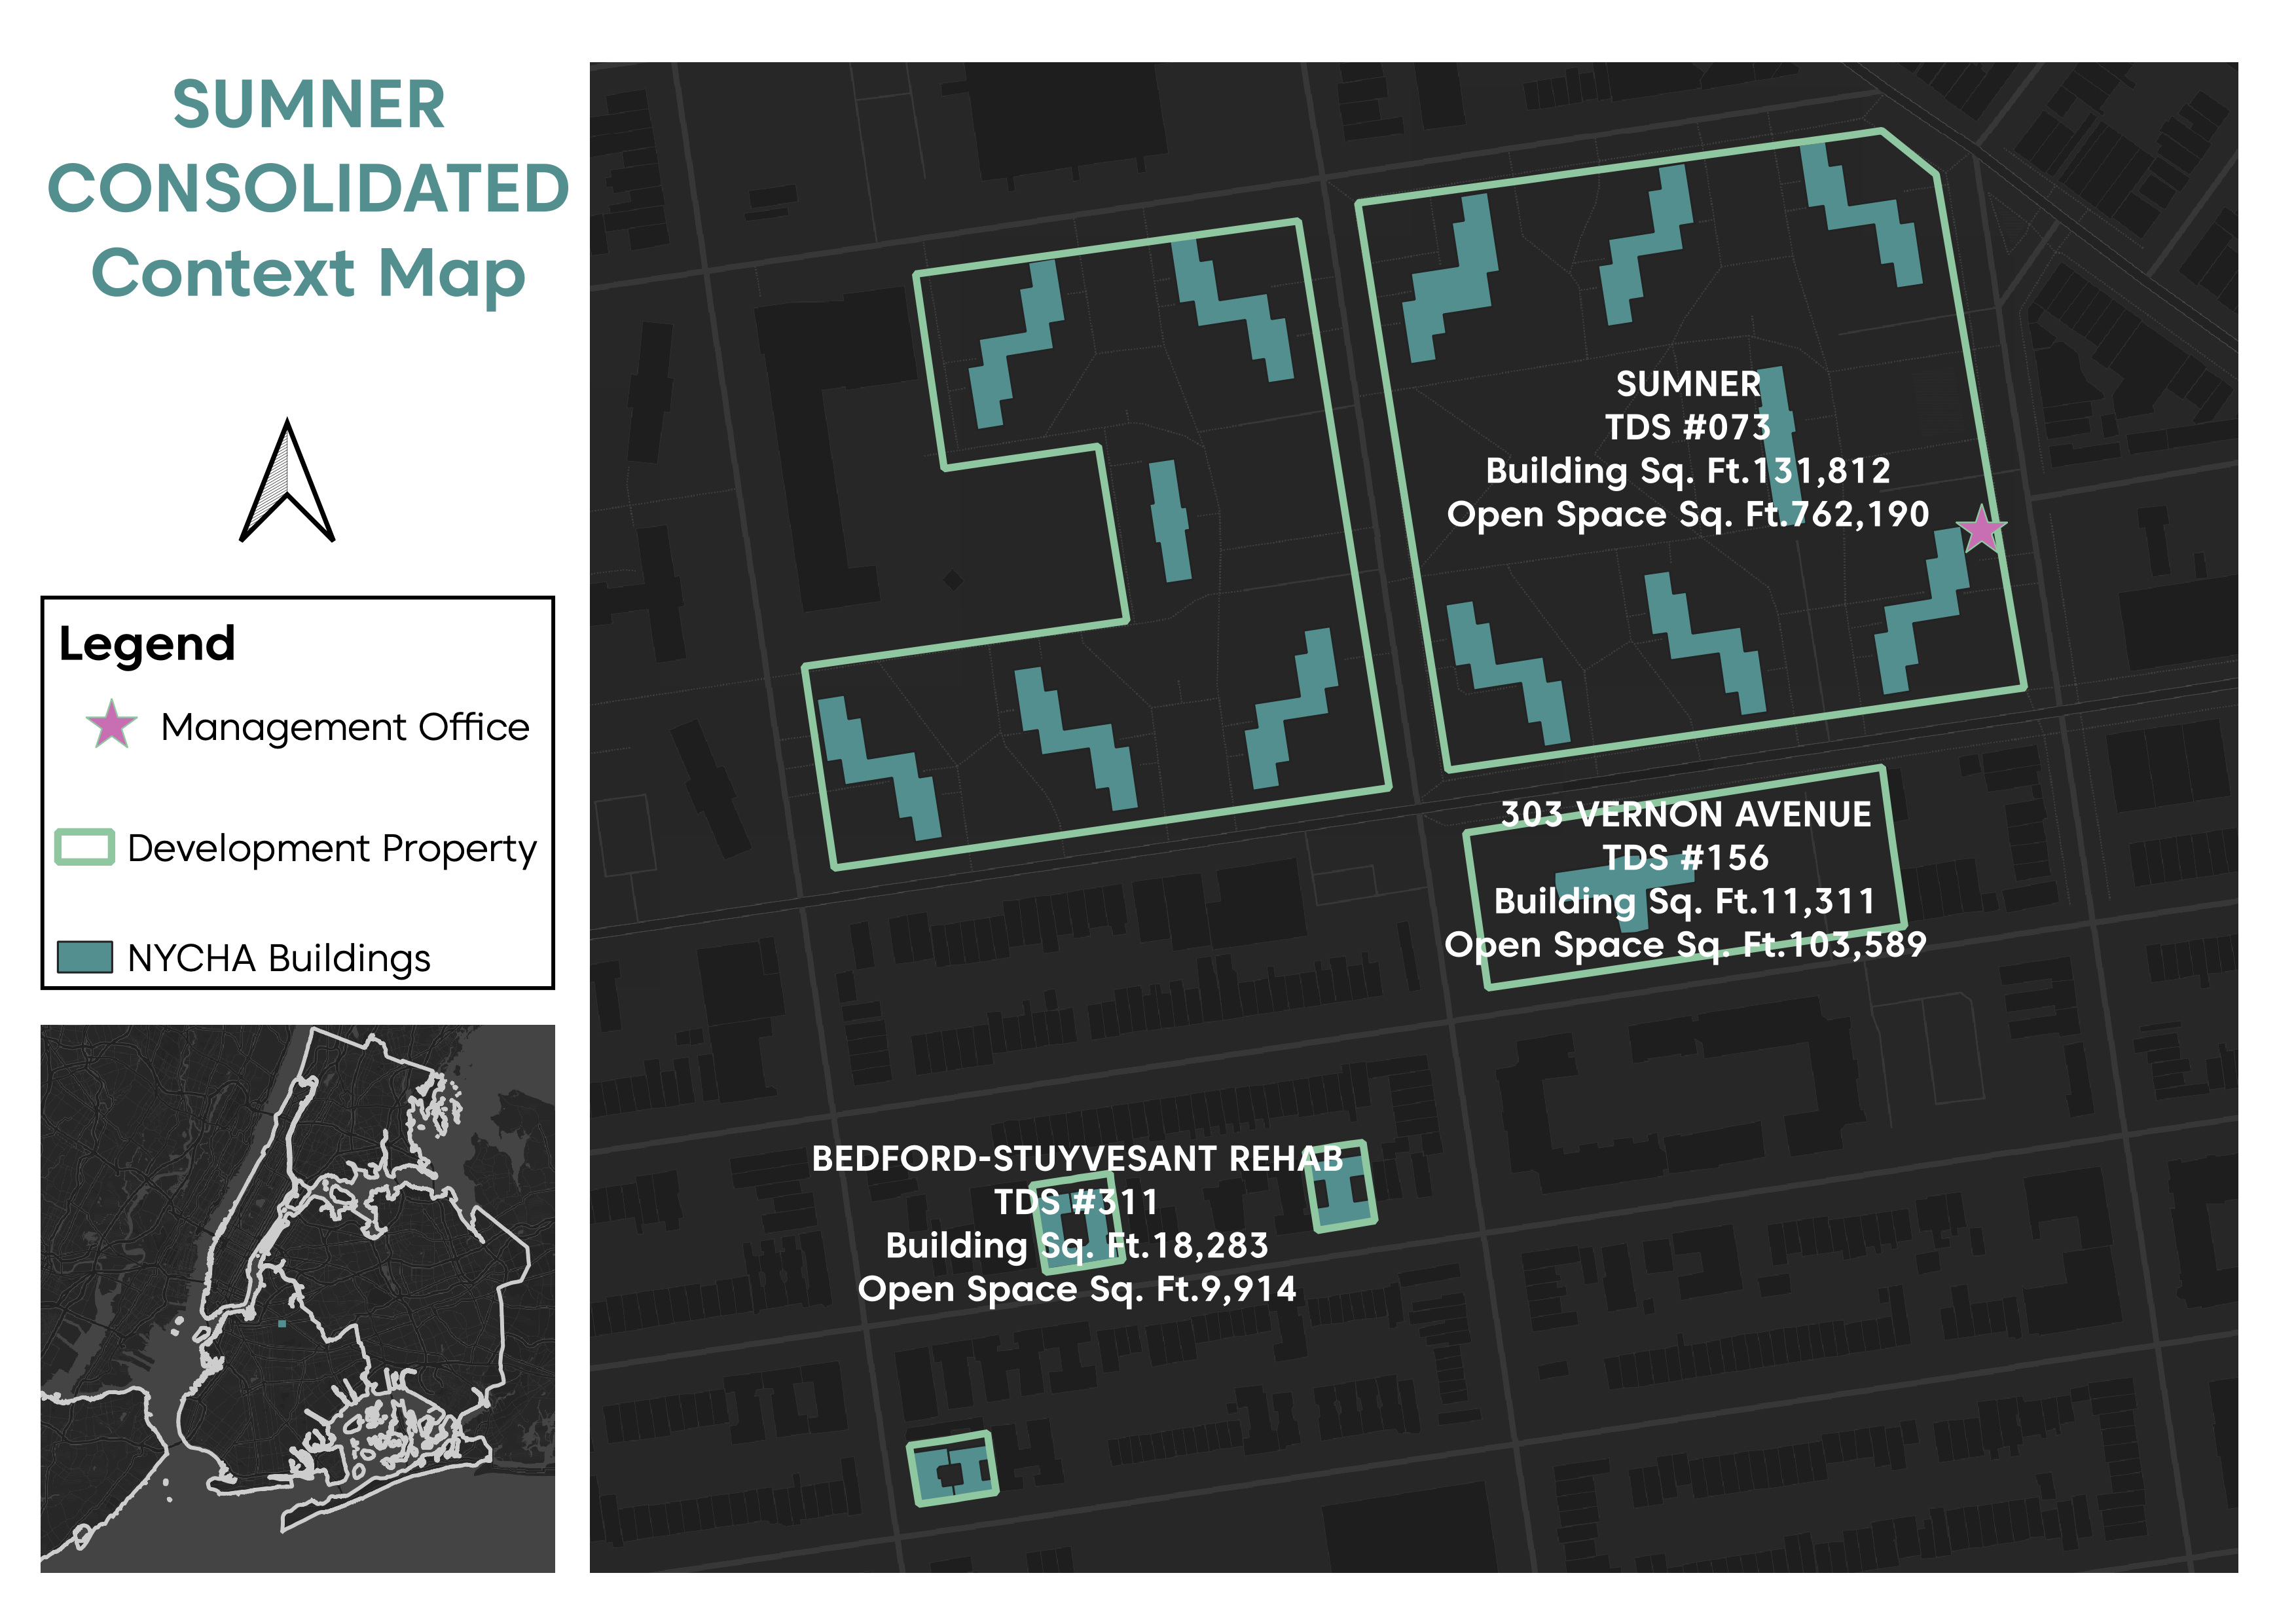 SUMNER
CONSOLIDATED
Context Map
Legend
Management Office
Development Property
NYCHA Buildings
SUMNER
TDS #073
Building Sq. Ft.131,812
Open Space Sq. Ft.762,190
303 VERNON AVENUE
TDS #156
Building Sq. Ft.11,311
Open Space Sq. Ft.103,589
BEDFORD-STUYVESANT REHAB
TDS #311
Building Sq. Ft.18,283
Open Space Sq. Ft.9,914